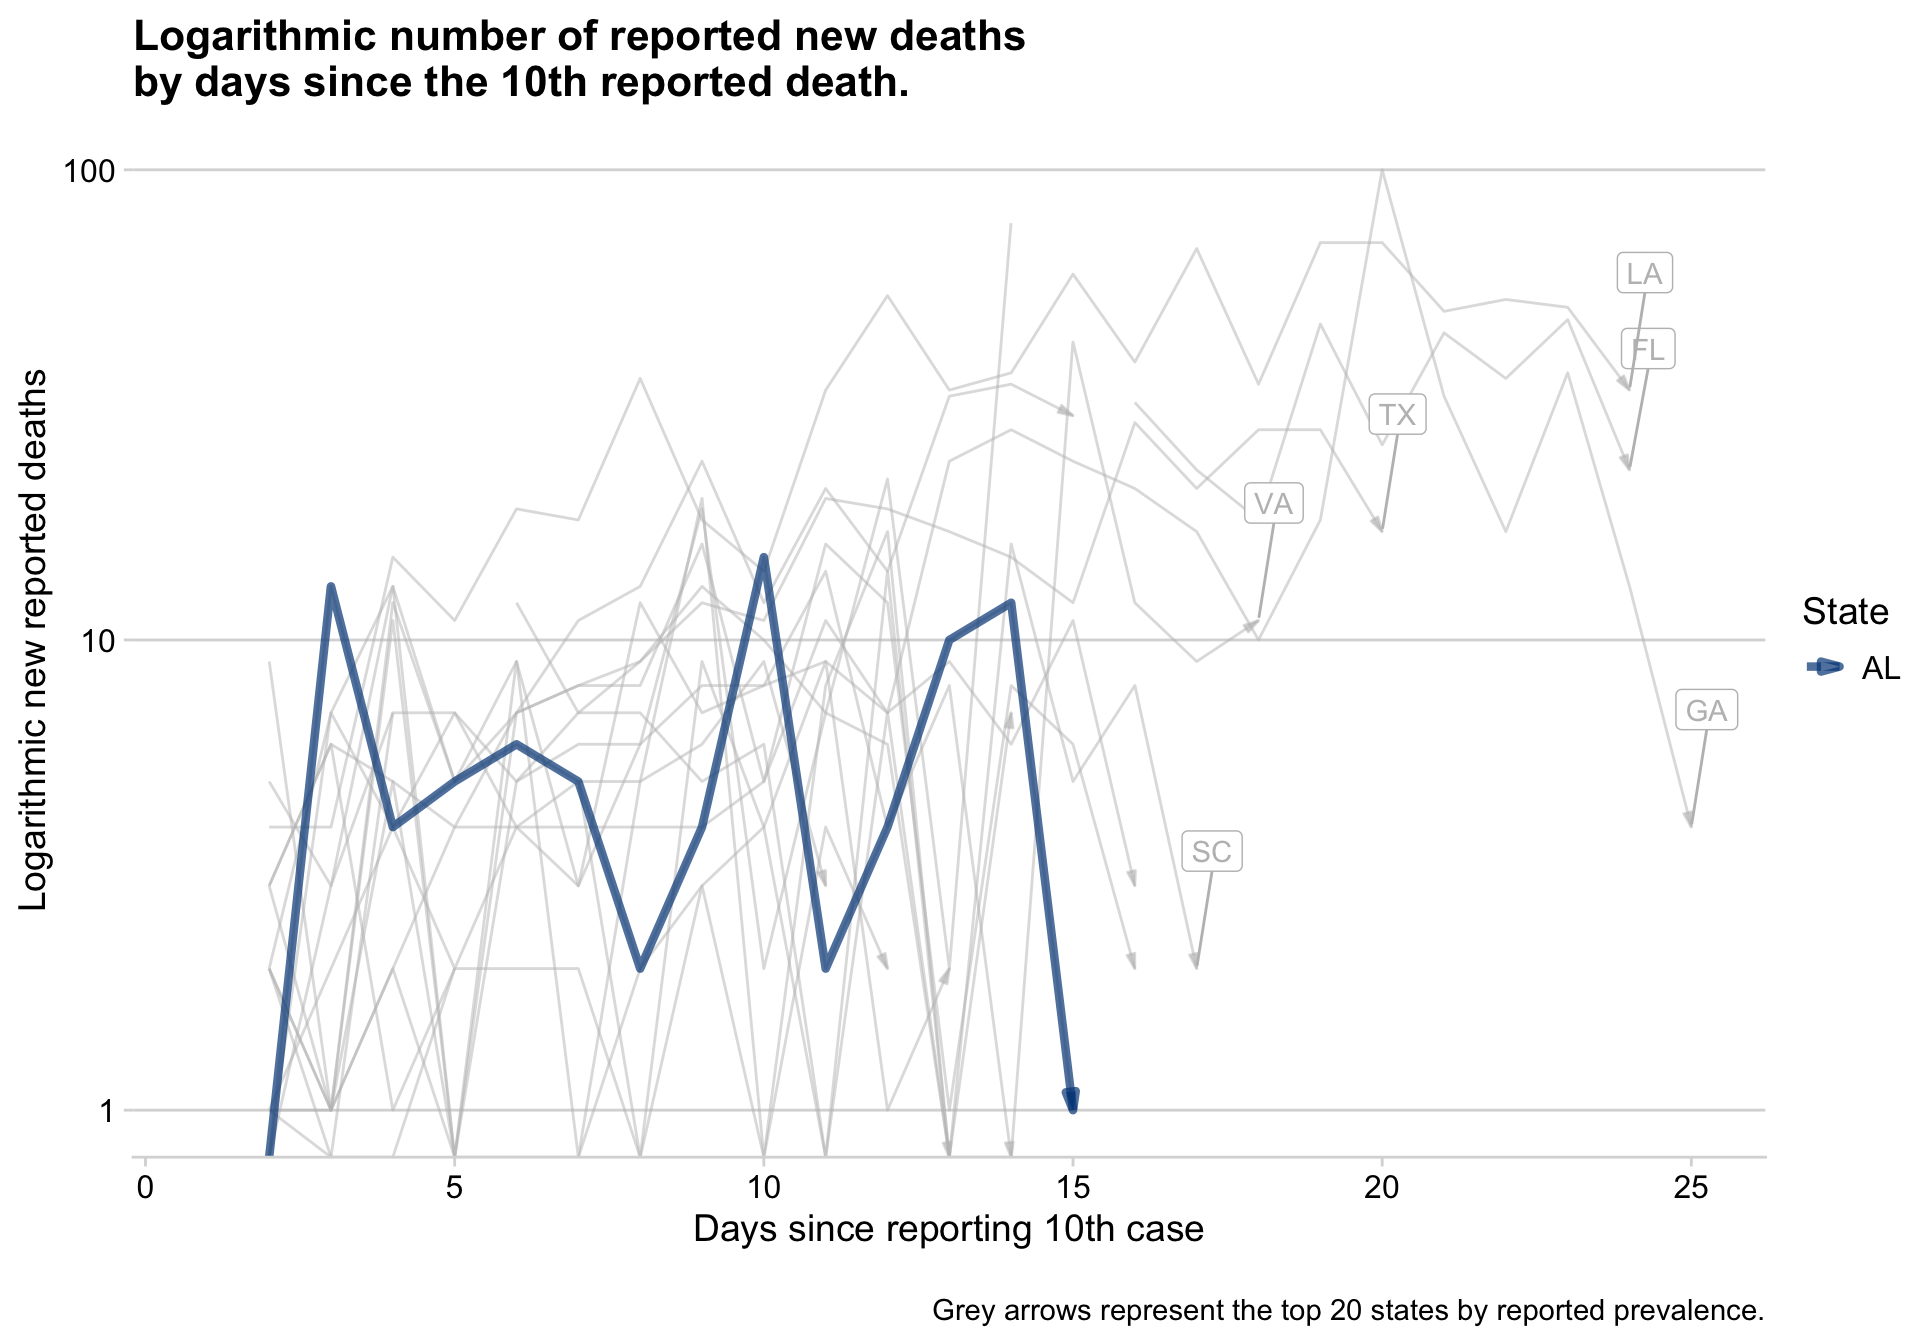 Logarithmic number of reported new deaths
by days since the 10th reported death.
100
10
1
Logarithmic new reported deaths
LA
FL
TX
VA
GA
SC
State
AL
0 5 10 15 20 25
Days since reporting 10th case
Grey arrows represent the top 20 states by reported prevalence.